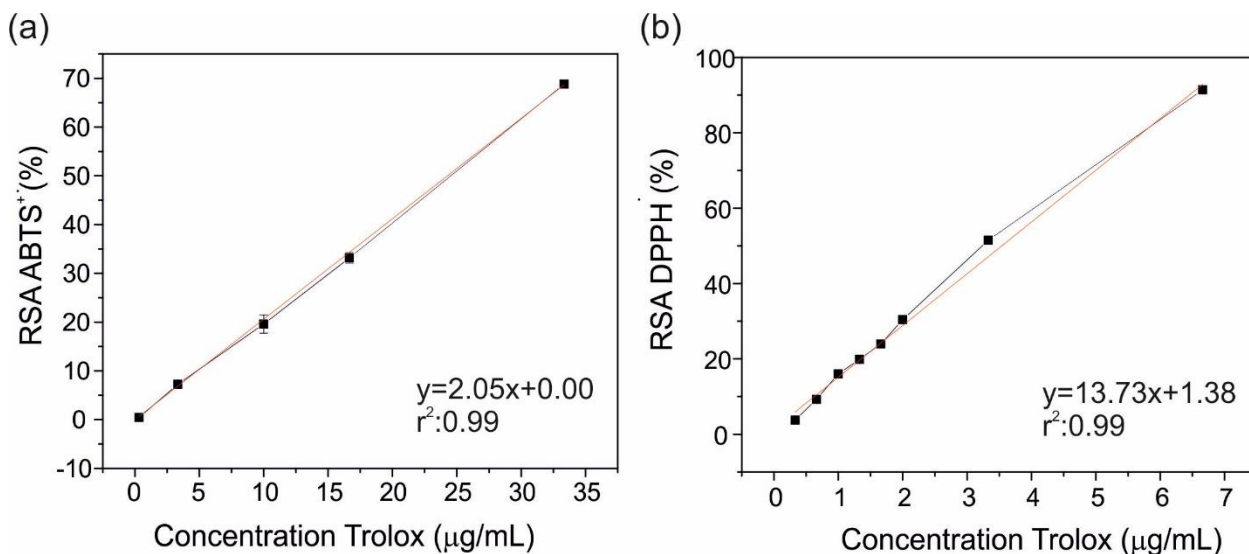 (a)
RSA ABTS⁺˙(%)
70
60
50
40
30
20
10
0
-10
y=2.05x+0.00
r²:0.99
0 5 10 15 20 25 30 35
Concentration Trolox (μg/mL)
(b)
RSA DPPH˙(%)
100
80
60
40
20
0
y=13.73x+1.38
r²:0.99
0 1 2 3 4 5 6 7
Concentration Trolox (μg/mL)